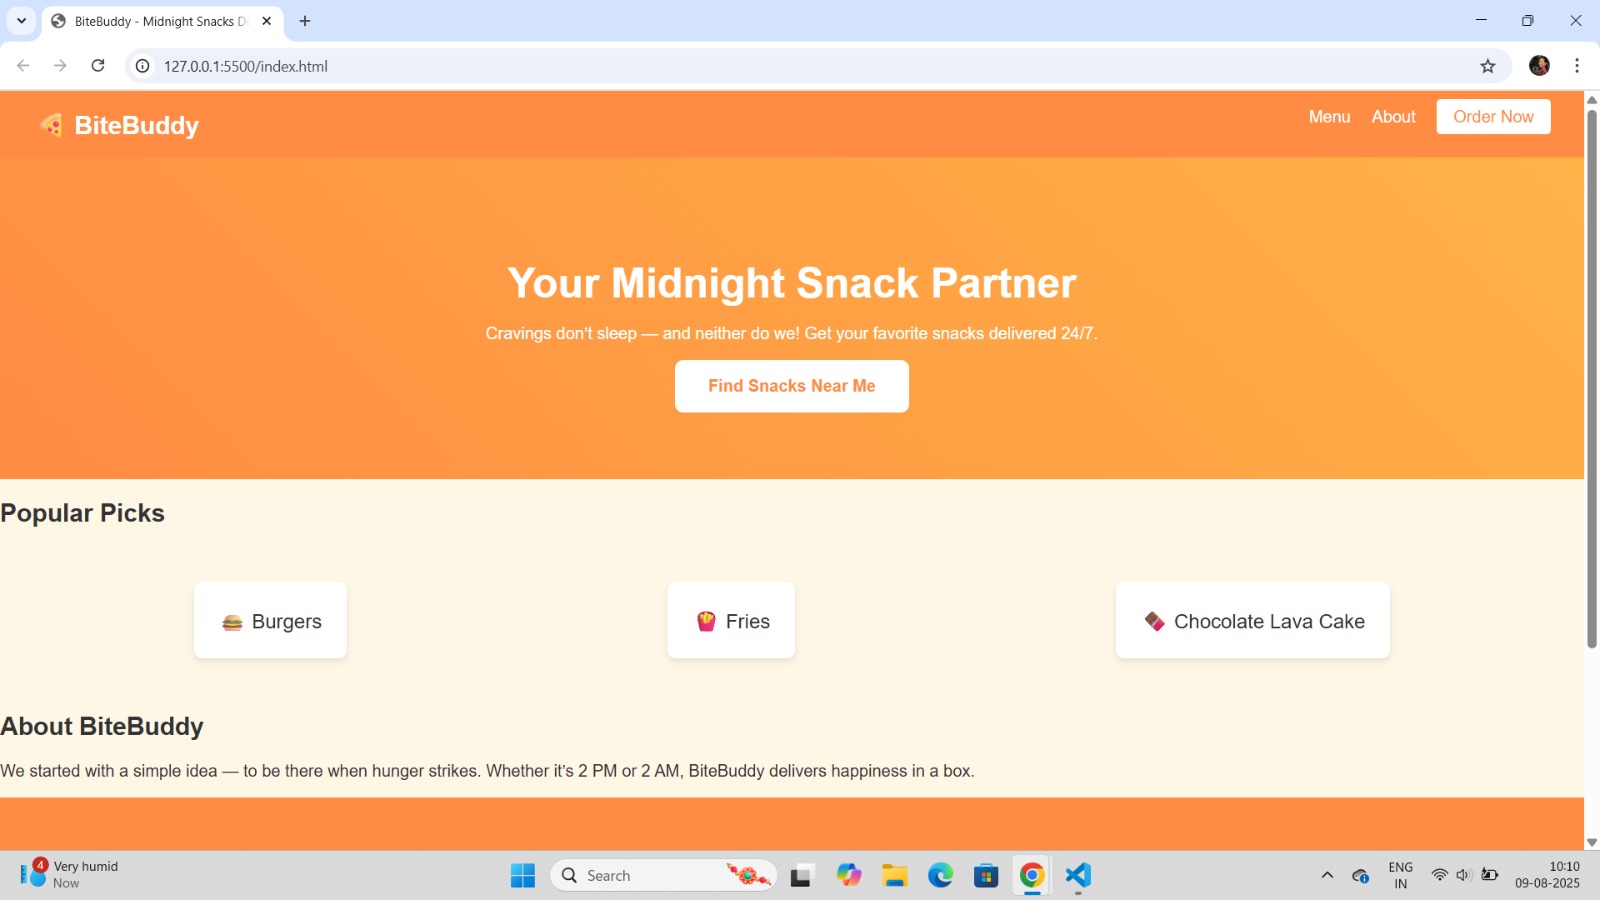 BiteBuddy - Midnight Snacks D
127.0.0.1:5500/index.html
BiteBuddy
Menu About Order Now
Your Midnight Snack Partner
Cravings don’t sleep — and neither do we! Get your favorite snacks delivered 24/7.
Find Snacks Near Me
Popular Picks
Burgers
Fries
Chocolate Lava Cake
About BiteBuddy
We started with a simple idea — to be there when hunger strikes. Whether it’s 2 PM or 2 AM, BiteBuddy delivers happiness in a box.
4
Very humid
Now
Search
ENG
IN
10:10
09-08-2025